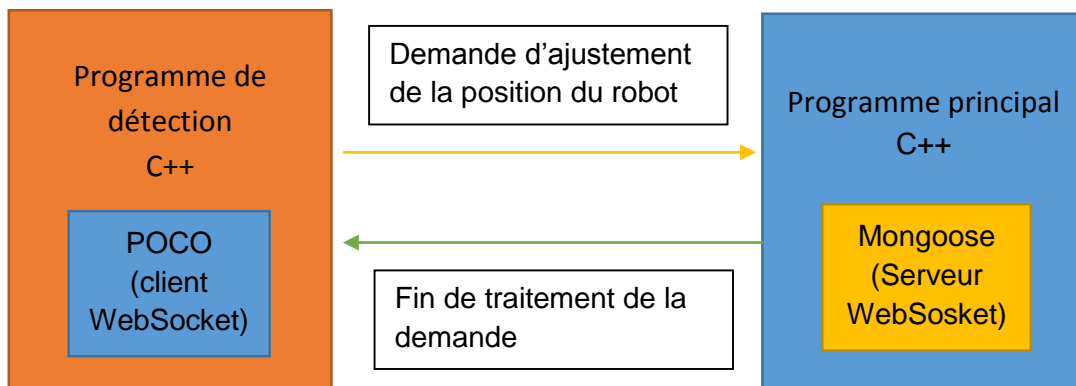 Programme de
détection
C++
POCO
(client
WebSocket)
Demande d’ajustement
de la position du robot
Fin de traitement de la
demande
Programme principal
C++
Mongoose
(Serveur
WebSosket)